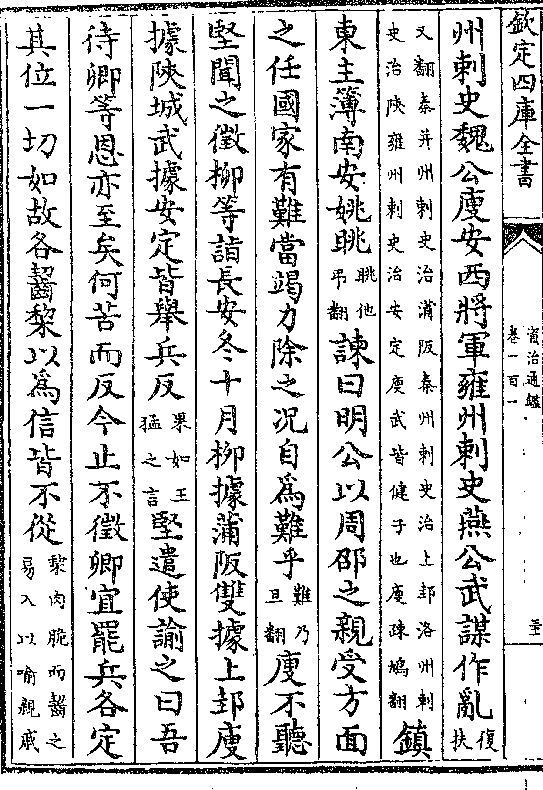 欽定四庫全書
資治通鑑
卷一百一
州刺史魏公廋安西將軍雍州刺史燕公武謀作亂復扶
又翻秦并州刺史治蒲阪秦州刺史治上邽洛州刺
史治陜雍州刺史治安定廋武皆健子也廋疎鳩翻
鎮
東主簿南安姚眺眺他弔翻諫曰明公以周邵之親受方面
之任國家有難當竭力除之况自為難乎難乃旦翻廋不聽
堅聞之徵柳等詣長安冬十月柳據蒲阪雙據上邽廋
據陜城武據安定皆舉兵反果如王猛之言堅遣使諭之曰吾
待卿等恩亦至矣何苦而反今止不徵卿宜罷兵各定
其位一切如故各齧棃以為信皆不從棃肉脆而齧之易入以喻親戚